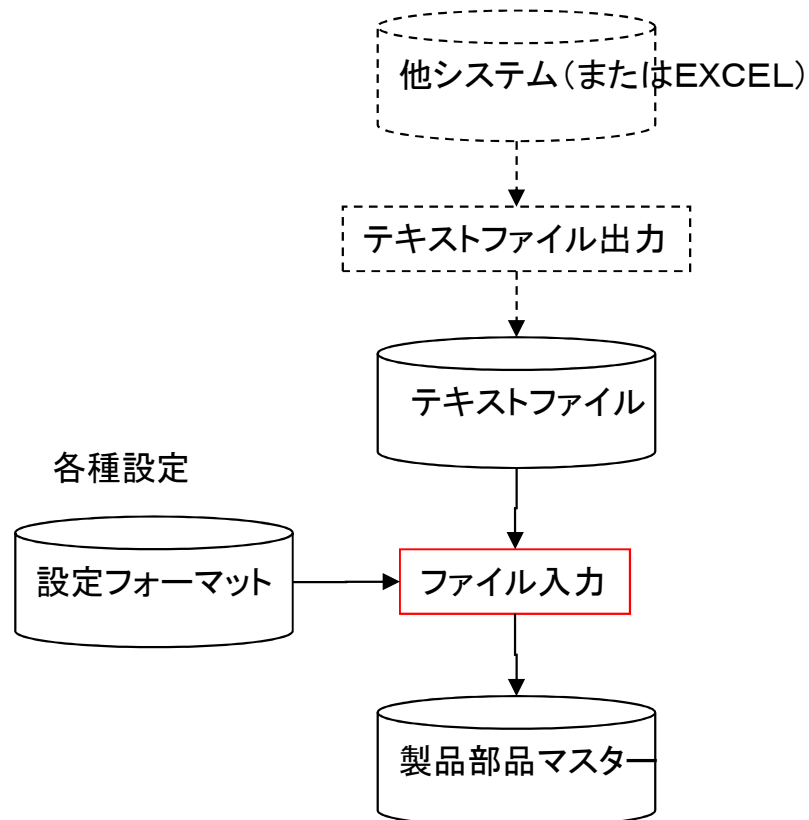 他システム（またはEXCEL）
テキストファイル出力
テキストファイル
各種設定
設定フォーマット
ファイル入力
製品部品マスター